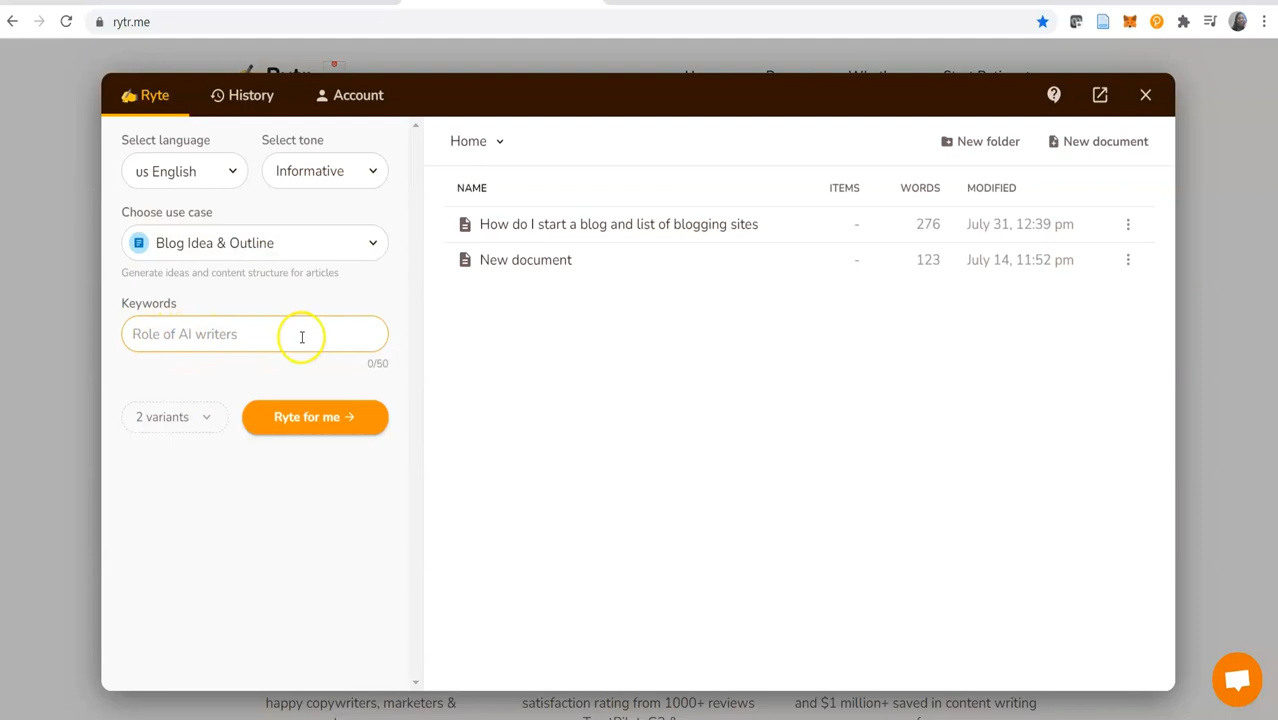 rytr.me
Ryte
History
Account
Select language
Select tone
us English
Informative
Choose use case
Blog Idea & Outline
Generate ideas and content structure for articles
Keywords
Role of AI writers
0/50
2 variants
Ryte for me →
Home
New folder
New document
NAME
ITEMS
WORDS
MODIFIED
How do I start a blog and list of blogging sites
-
276
July 31, 12:39 pm
New document
-
123
July 14, 11:52 pm
happy copywriters, marketers &
satisfaction rating from 1000+ reviews
and $1 million+ saved in content writing